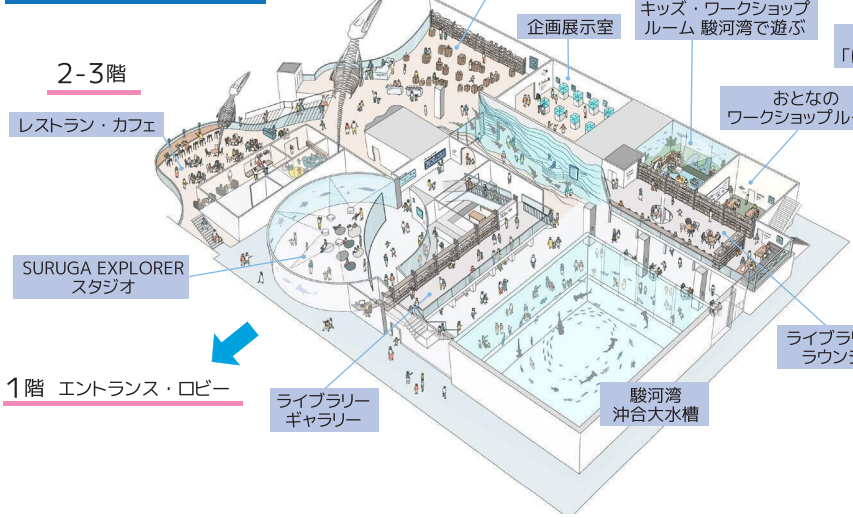 企画展示室
キッズ・ワークショップ
ルーム 駿河湾で遊ぶ
2-3階
おとなの
ワークショップル
レストラン・カフェ
SURUGA EXPLORER
スタジオ
ライブラリ
ラウン
1階 エントランス・ロビー
ライブラリー
ギャラリー
駿河湾
沖合大水槽